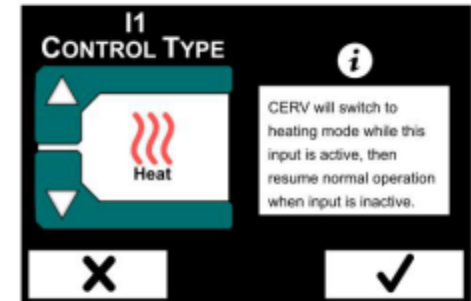 I1
CONTROL TYPE
Heat
i
CERV will switch to
heating mode while this
input is active, then
resume normal operation
when input is inactive.